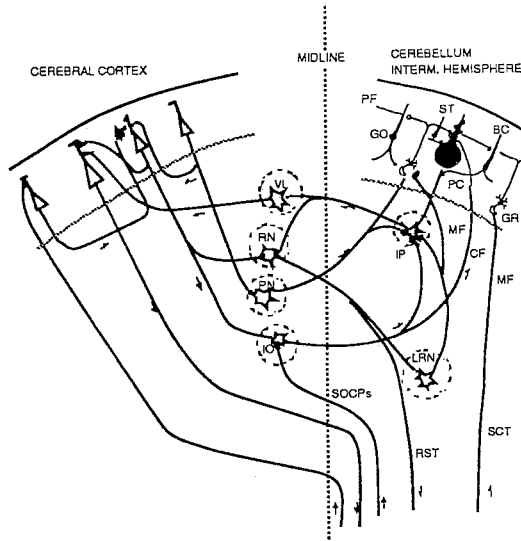 MIDLINE
CEREBELLUM
INTERM. HEMISPHERE
CEREBRAL CORTEX
PF
ST
GO
PC
BC
PC
GR
VL
RN
IP
MF
CF
MF
PN
IO
LRN
SOCPs
RST
SCT